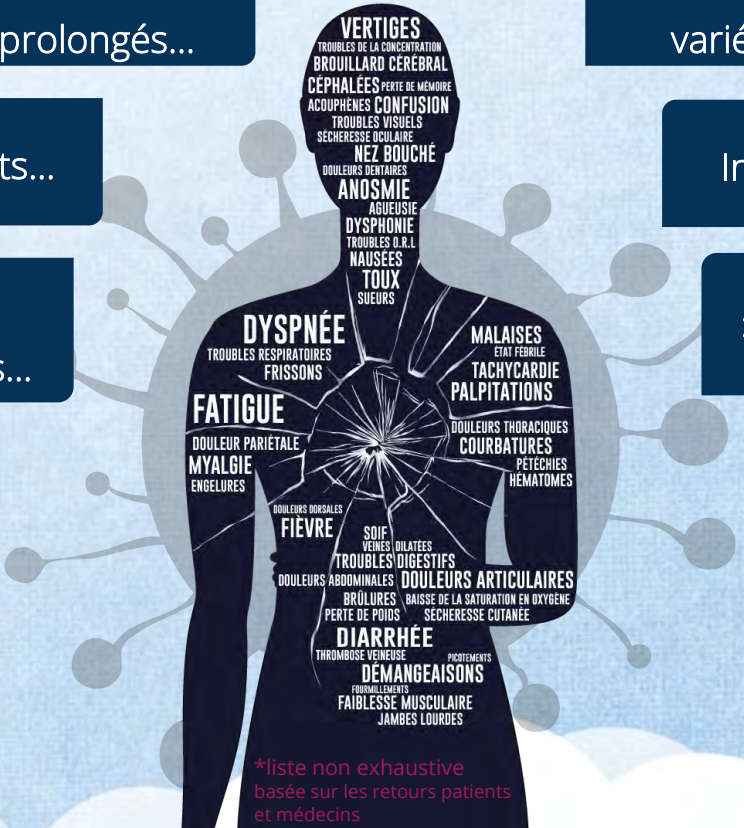 prolongés...
varié
ts...
In
s...
VERTIGES
TROUBLES DE LA CONCENTRATION
BROUILLARD CÉRÉBRAL
CÉPHALÉES PERTE DE MÉMOIRE
ACOUPHÈNES CONFUSION
TROUBLES VISUELS
SÉCHERESSE OCULAIRE
NEZ BOUCHÉ
DOULEURS DENTAIRES
ANOSMIE
AGUEUSIE
DYSPHONIE
TROUBLES O.R.L
NAUSÉES
TOUX
SUEURS
DYSPNÉE
TROUBLES RESPIRATOIRES
FRISSONS
FATIGUE
DOULEUR PARIÉTALE
MYALGIE
ENGELURES
MALAISES
ETAT FÉBRILE
TACHYCARDIE
PALPITATIONS
DOULEURS THORACIQUES
COURBATURES
PÉTÉCHIES
HÉMATOMES
DOULEURS DORSALES
FIÈVRE
SOIF
VEINES DILATÉES
TROUBLES DIGESTIFS
DOULEURS ABDOMINALES DOULEURS ARTICULAIRES
BRÛLURES BAISSE DE LA SATURATION EN OXYGÈNE
PERTE DE POIDS SÉCHERESSE CUTANÉE
DIARRHÉE
THROMBOSE VEINEUSE PICOTEMENTS
DÉMANGEAISONS
FOURMILLEMENTS
FAIBLESSE MUSCULAIRE
JAMBES LOURDES
*liste non exhaustive
basée sur les retours patients
et médecins